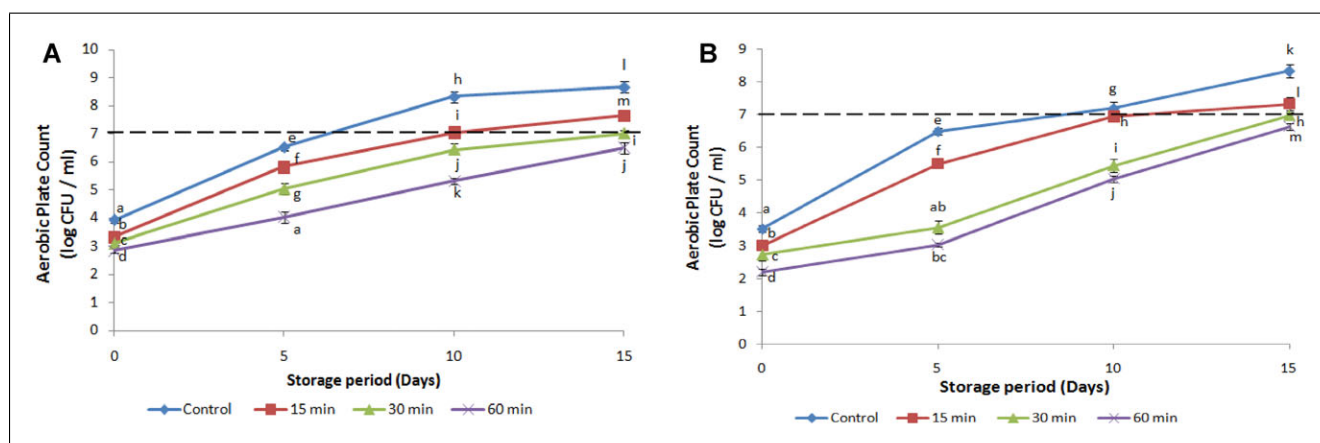 A
Aerobic Plate Count
(log CFU / ml)
10
9
8
7
6
5
4
3
2
1
0
a
b
c
d
e
f
g
a
h
i
j
k
l
m
i
j
0
5
10
15
Storage period (Days)
Control
15 min
30 min
60 min
B
Aerobic Plate Count
(log CFU / ml)
9
8
7
6
5
4
3
2
1
0
a
b
c
d
e
f
ab
bc
g
h
i
j
k
l
h
m
0
5
10
15
Storage period (Days)
Control
15 min
30 min
60 min